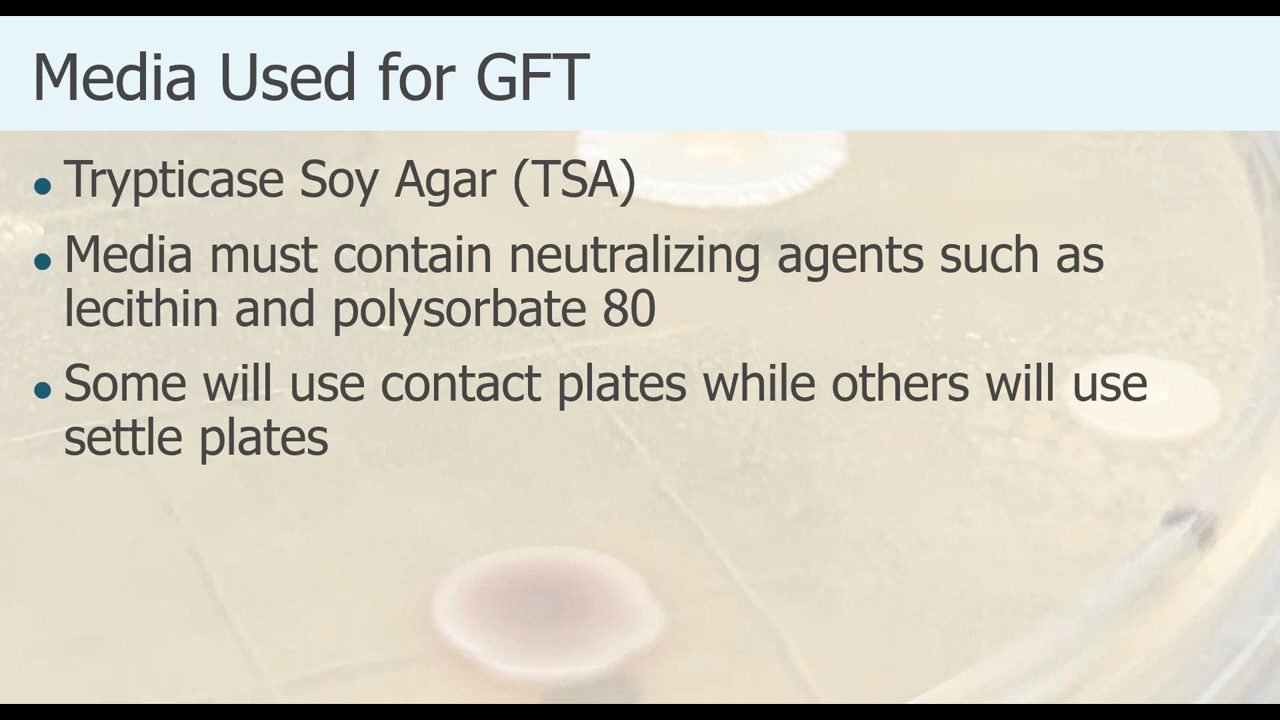 Media Used for GFT
• Trypticase Soy Agar (TSA)
• Media must contain neutralizing agents such as
lecithin and polysorbate 80
• Some will use contact plates while others will use
settle plates